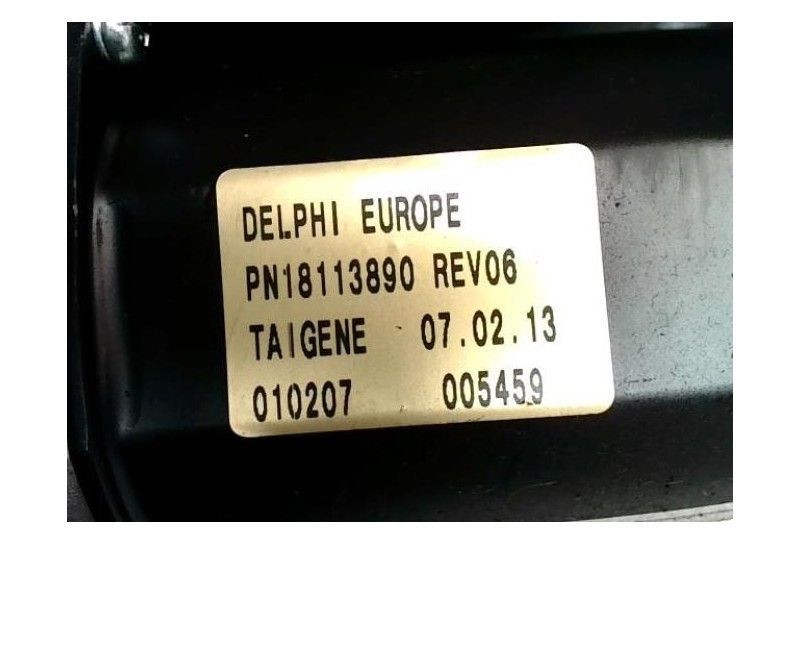 DELPHI EUROPE
PN18113890 REV06
TAIGENE 07.02.13
010207 005459